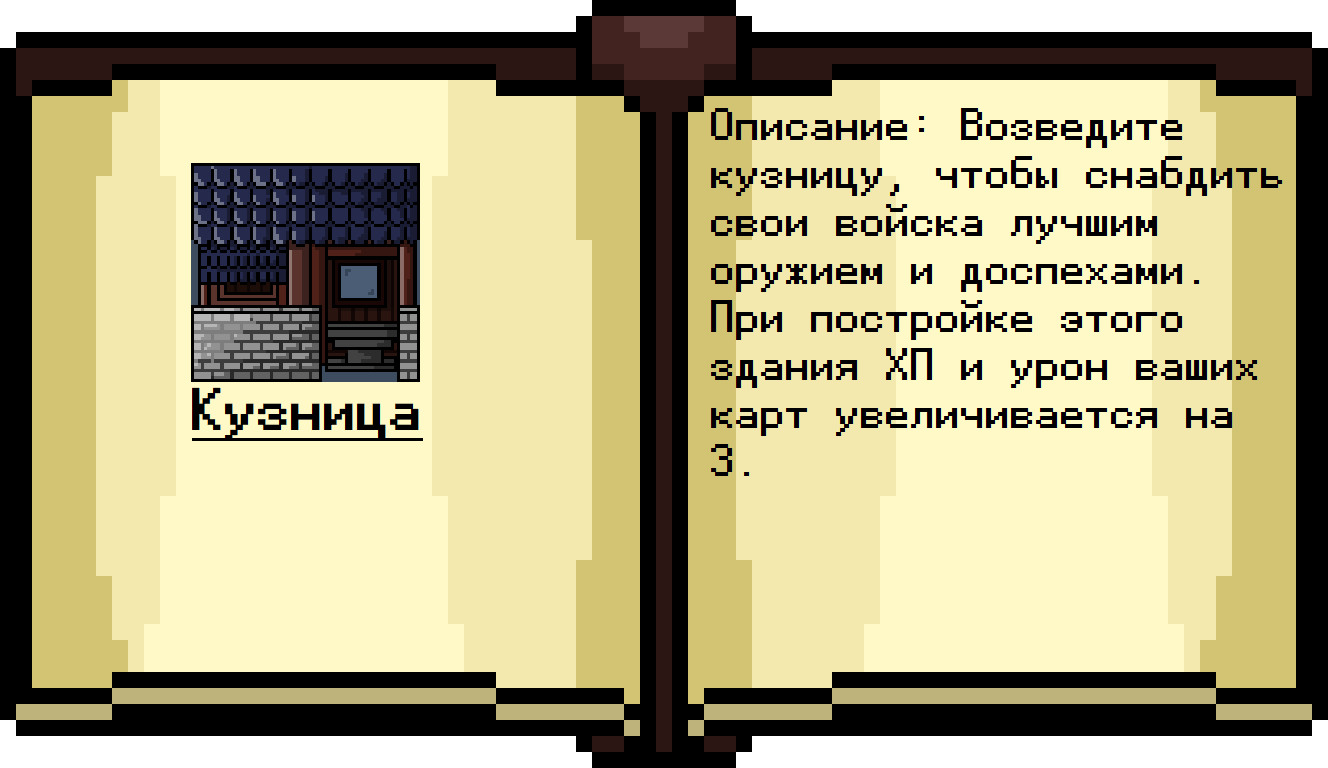 Кузница
Описание: Возведите
кузницу, чтобы снабдить
свои войска лучшим
оружием и доспехами.
При постройке этого
здания ХП и урон ваших
карт увеличивается на
3.